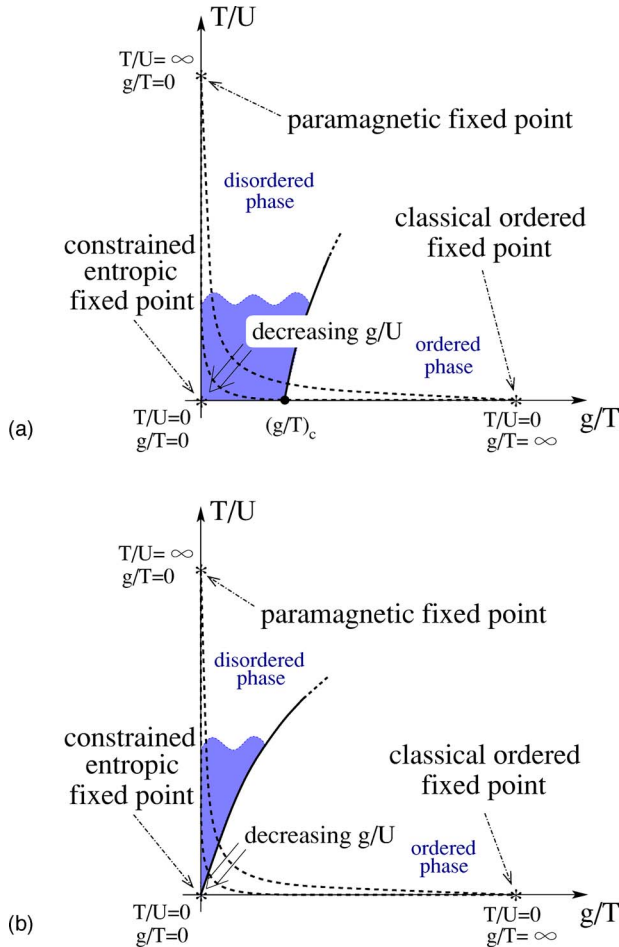 T/U
T/U= ∞
g/T=0
paramagnetic fixed point
disordered
phase
classical ordered
fixed point
constrained
entropic
fixed point
decreasing g/U
ordered
phase
T/U=0
g/T=0
(g/T)c
T/U=0
g/T= ∞
g/T
(a)
T/U
T/U= ∞
g/T=0
paramagnetic fixed point
disordered
phase
constrained
entropic
fixed point
classical ordered
fixed point
decreasing g/U
ordered
phase
T/U=0
g/T=0
T/U=0
g/T= ∞
g/T
(b)